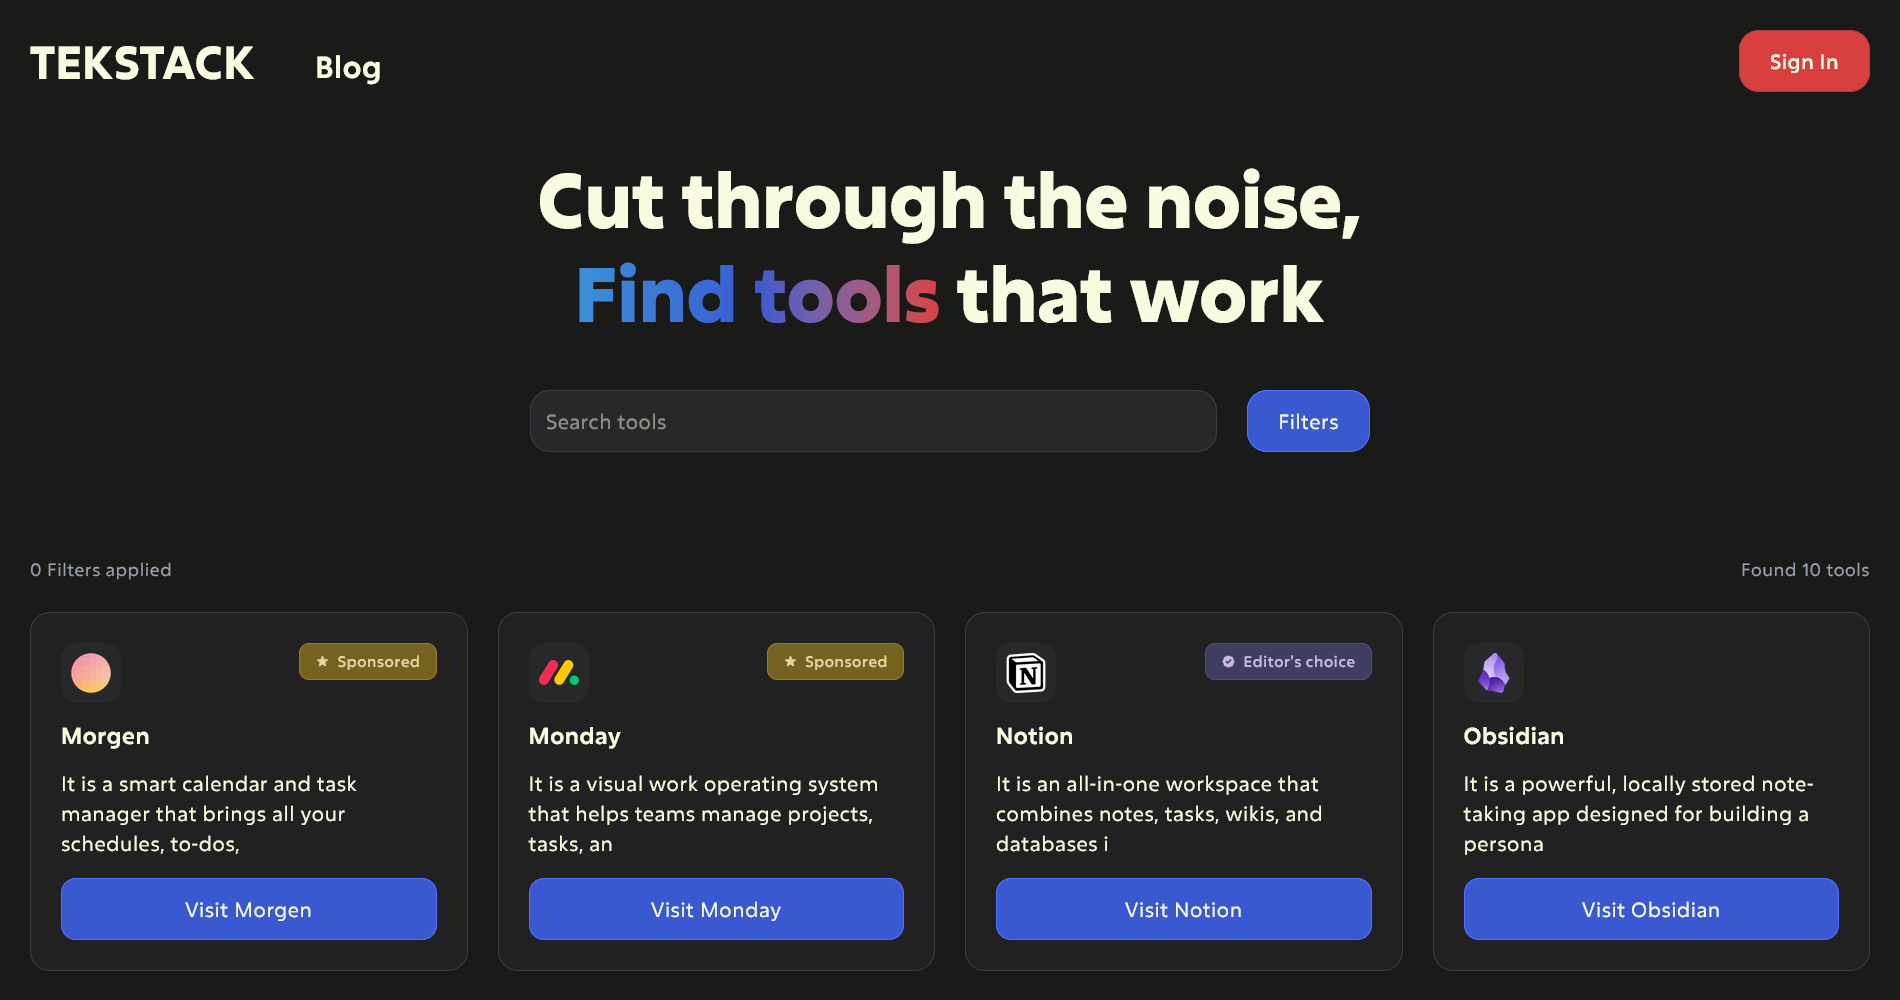 TEKSTACK
Blog
Sign In
Cut through the noise,
Find tools that work
Search tools
Filters
0 Filters applied
Found 10 tools
Sponsored
Morgen
It is a smart calendar and task
manager that brings all your
schedules, to-dos,
Visit Morgen
Sponsored
Monday
It is a visual work operating system
that helps teams manage projects,
tasks, an
Visit Monday
N
Editor's choice
Notion
It is an all-in-one workspace that
combines notes, tasks, wikis, and
databases i
Visit Notion
Obsidian
It is a powerful, locally stored note-
taking app designed for building a
persona
Visit Obsidian